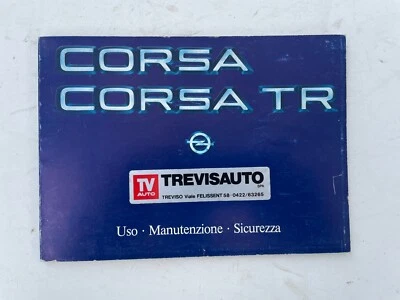 CORSA
CORSA TR
TV
AUTO
TREVISAUTO
TREVISO Viale FELISSENT 58 - 0422/63265
Uso · Manutenzione · Sicurezza